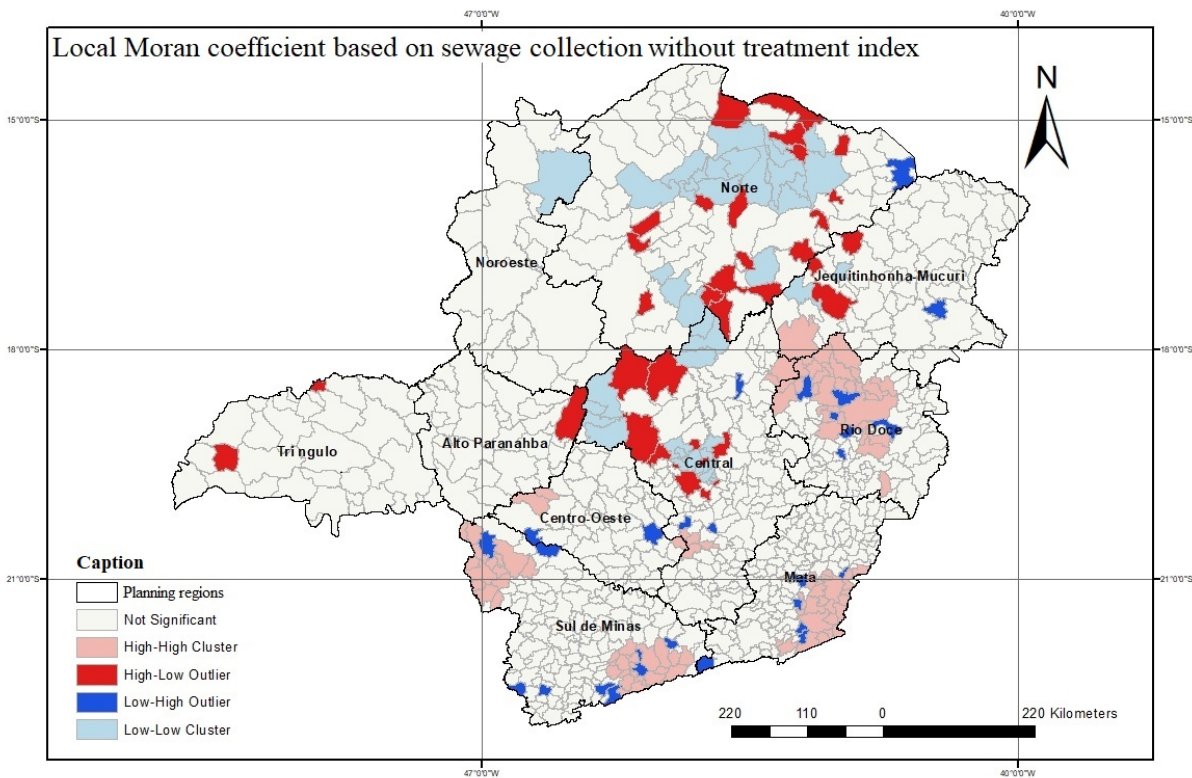 47°0'0"W
40°0'0"W
Local Moran coefficient based on sewage collection without treatment index
N
15°0'0"S
15°0'0"S
Norte
Noroeste
Jequitinhonha-Mucuri
18°0'0"S
18°0'0"S
Rio Doce
Alto Paranahba
Tri ngulo
Central
Centro-Oeste
Caption
21°0'0"S
21°0'0"S
Mata
Planning regions
Not Significant
Sul de Minas
High-High Cluster
High-Low Outlier
Low-High Outlier
220 110 0 220 Kilometers
Low-Low Cluster
47°0'0"W
40°0'0"W